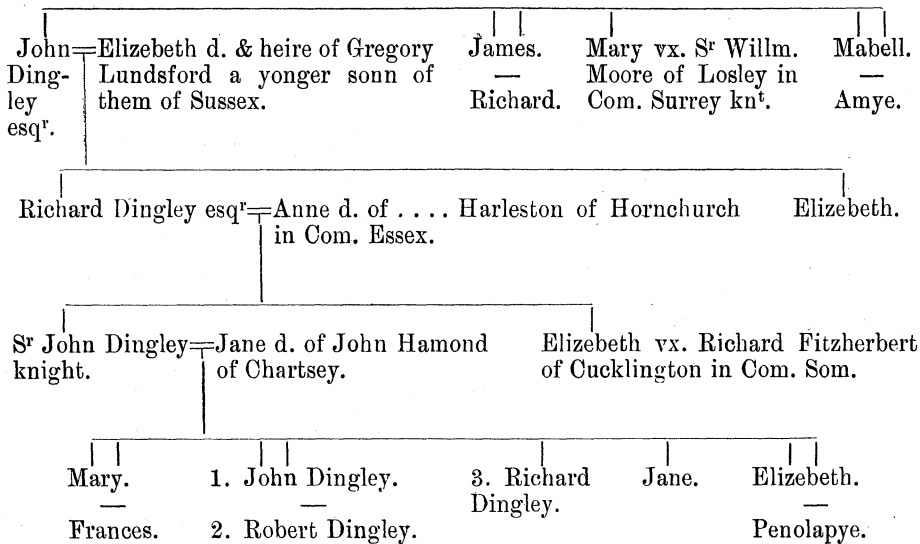 John=Elizebeth d. & heire of Gregory
Ding- Lundsford a yonger sonn of
ley them of Sussex.
esqʳ.
James.
—
Richard.
Mary vx. Sʳ Willm.
Moore of Losley in
Com. Surrey knᵗ.
Mabell.
—
Amye.
Richard Dingley esqʳ=Anne d. of .... Harleston of Hornchurch
in Com. Essex.
Elizebeth.
Sʳ John Dingley=Jane d. of John Hamond
knight. of Chartsey.
Elizebeth vx. Richard Fitzherbert
of Cucklington in Com. Som.
Mary.
—
Frances.
1. John Dingley.
—
2. Robert Dingley.
3. Richard
Dingley.
Jane.
Elizebeth.
—
Penolapye.